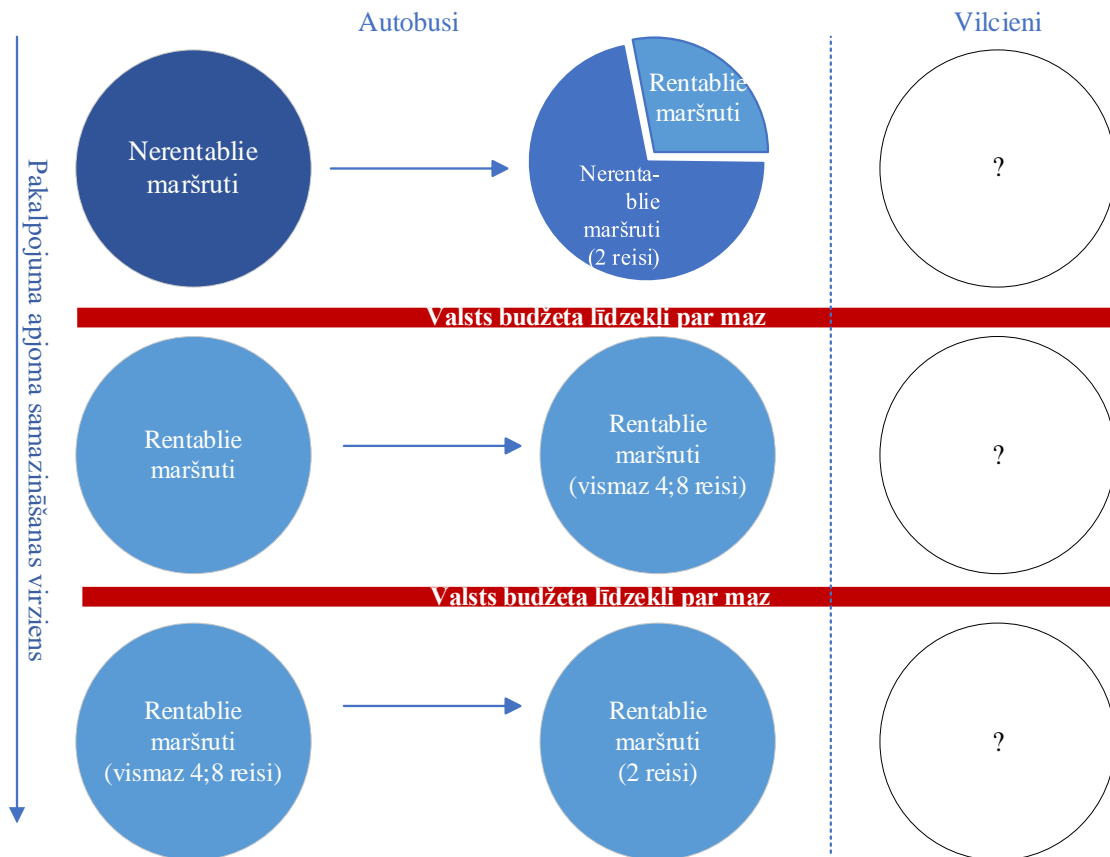 Autobusi
Vilcieni
Pakalpojuma apjoma samazināšanas virziens
Nerentablie
maršruti
Rentablie
maršruti
Nerenta-
blie
maršruti
(2 reisi)
?
Valsts budžeta līdzekļi par maz
Rentablie
maršruti
Rentablie
maršruti
(vismaz 4;8 reisi)
?
Valsts budžeta līdzekļi par maz
Rentablie
maršruti
(vismaz 4;8 reisi)
Rentablie
maršruti
(2 reisi)
?